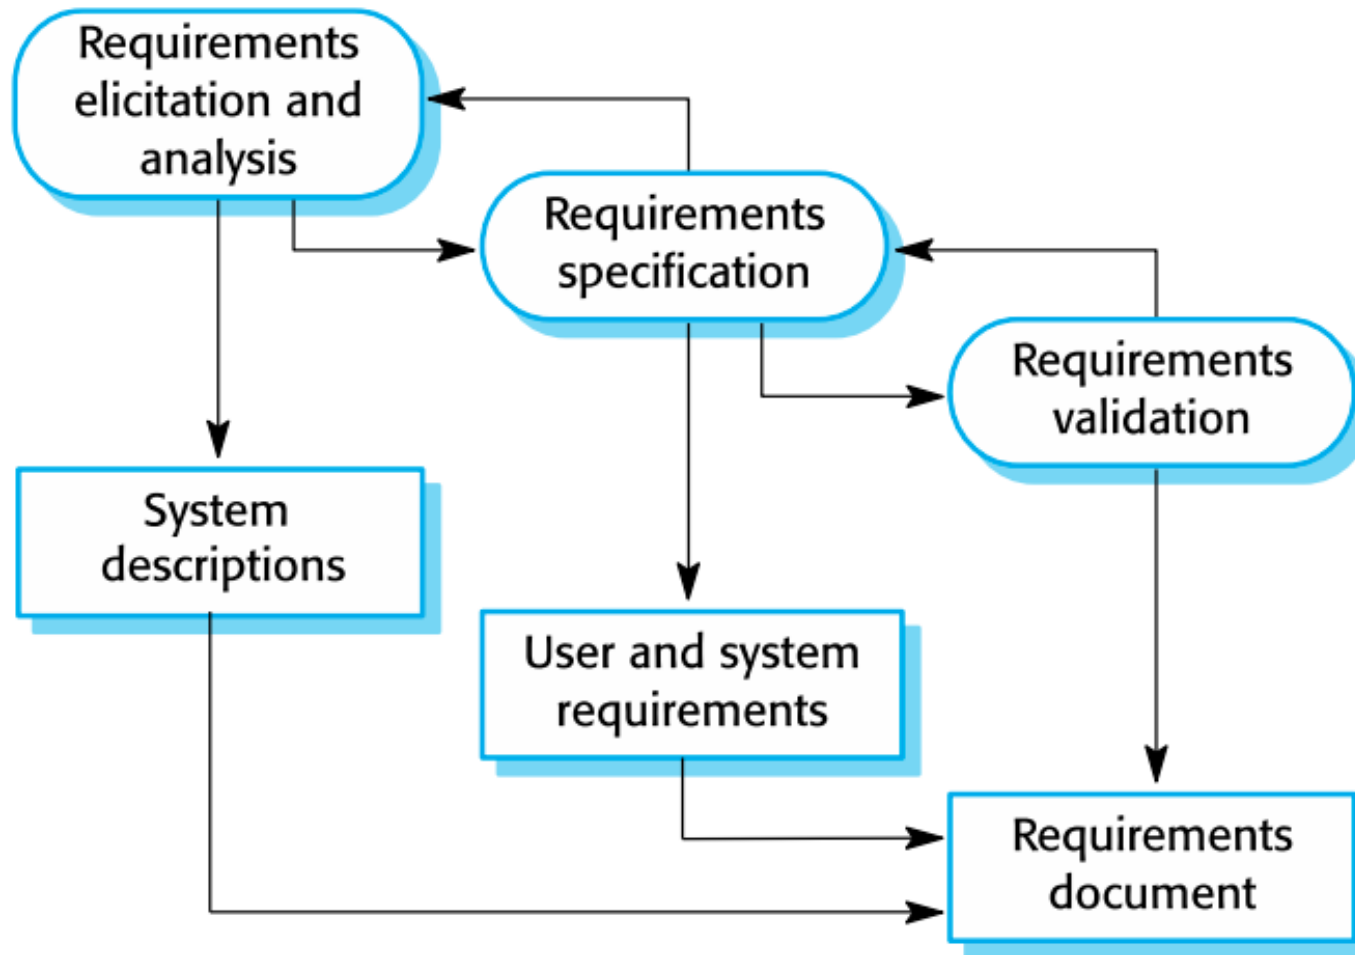 Requirements
elicitation and
analysis
Requirements
specification
Requirements
validation
System
descriptions
User and system
requirements
Requirements
document